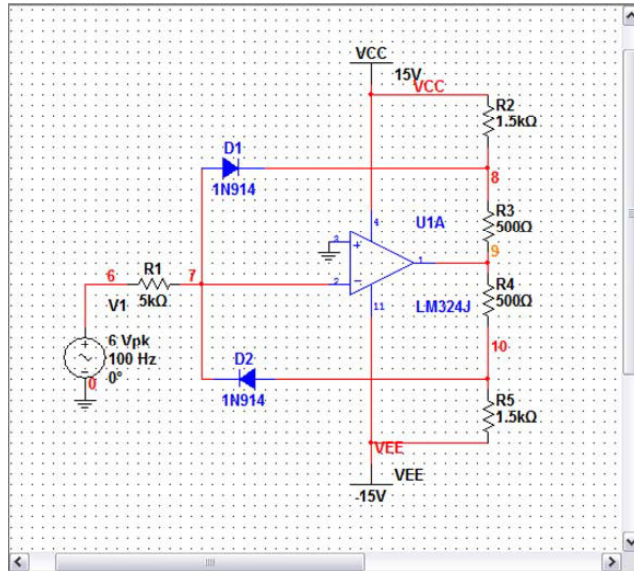 VCC
15V
VCC
R2
1.5kΩ
D1
1N914
8
R3
500Ω
4
U1A
3
+
9
1
6
R1
5kΩ
7
2
−
R4
500Ω
V1
11
LM324J
+
6 Vpk
100 Hz
0°
−
0
10
D2
1N914
R5
1.5kΩ
VEE
VEE
-15V